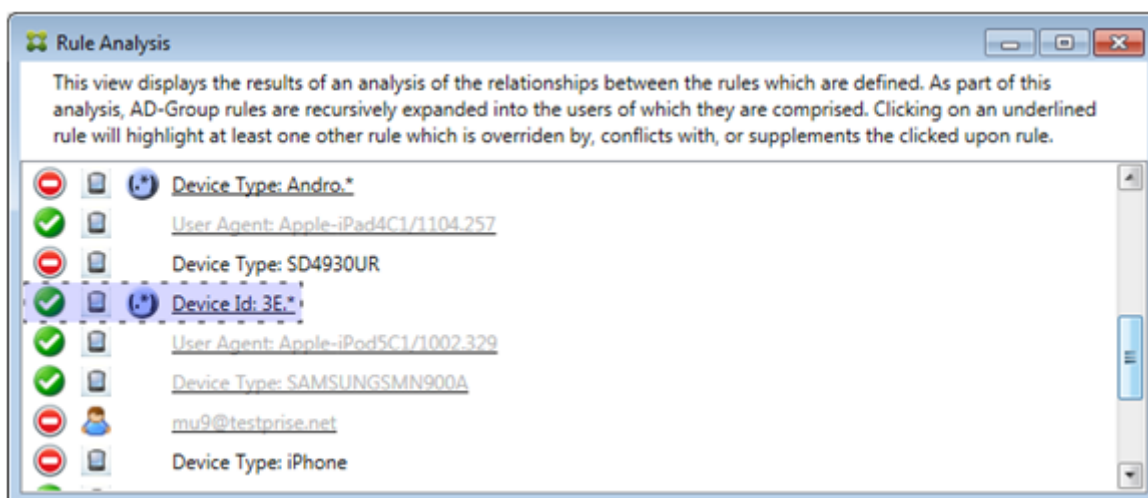 Rule Analysis
This view displays the results of an analysis of the relationships between the rules which are defined. As part of this
analysis, AD-Group rules are recursively expanded into the users of which they are comprised. Clicking on an underlined
rule will highlight at least one other rule which is overriden by, conflicts with, or supplements the clicked upon rule.
(.*) Device Type: Andro.*
User Agent: Apple-iPad4C1/1104.257
Device Type: SD4930UR
(.*) Device Id: 3E.*
User Agent: Apple-iPod5C1/1002.329
Device Type: SAMSUNGSMN900A
mu9@testprise.net
Device Type: iPhone